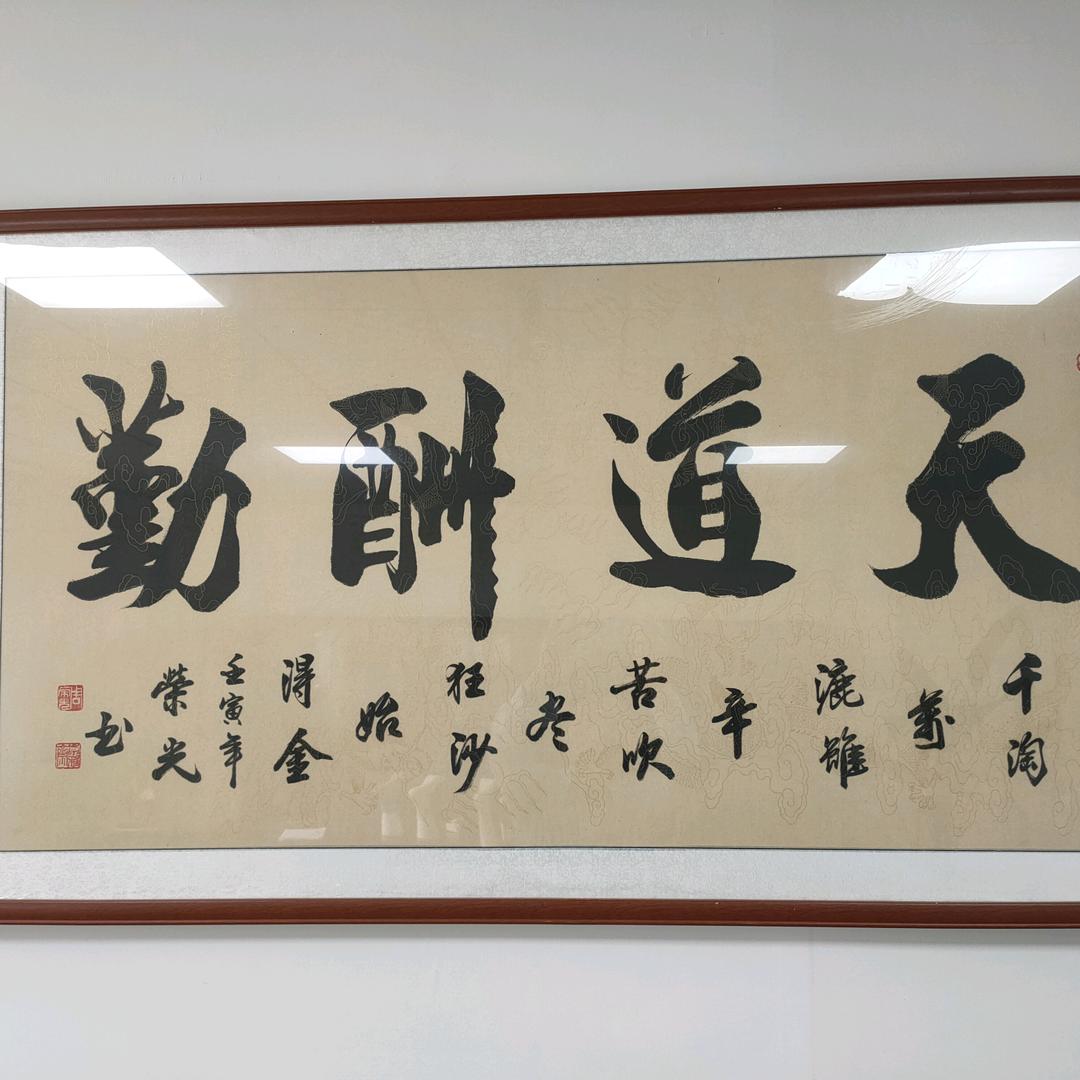 天道酬勤
千淘萬漉雖辛苦吹尽狂沙始得金
壬寅年
榮光书